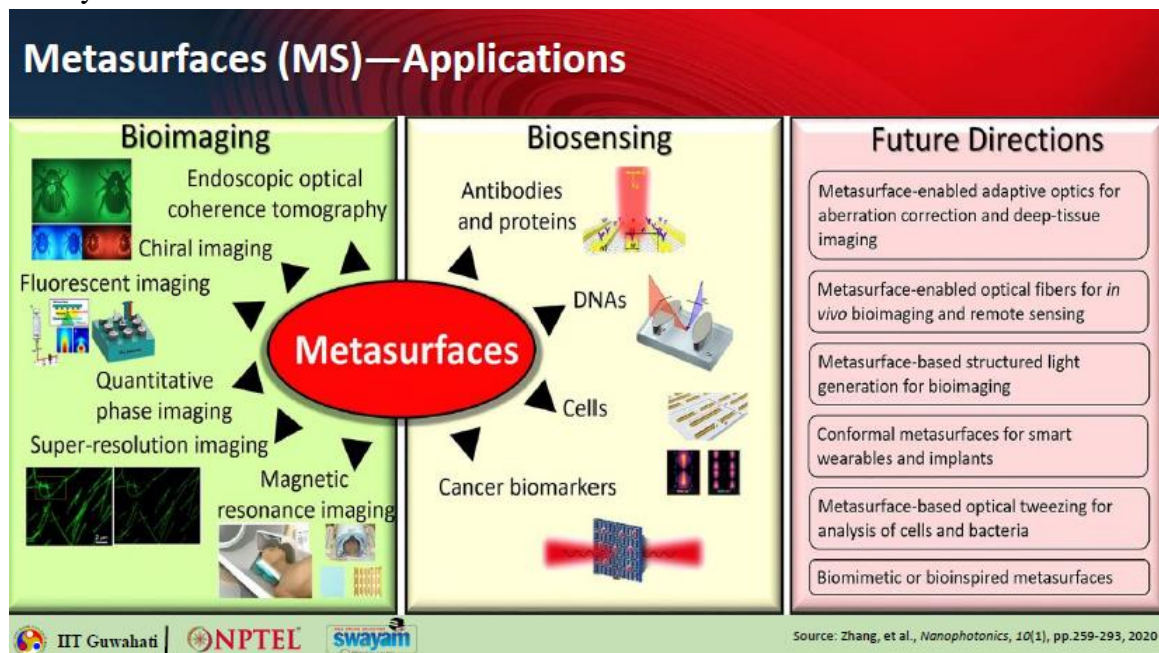 Metasurfaces (MS)—Applications
Bioimaging
Endoscopic optical
coherence tomography
Chiral imaging
Fluorescent imaging
Quantitative
phase imaging
Super-resolution imaging
2 μm
Magnetic
resonance imaging
Metasurfaces
Biosensing
Antibodies
and proteins
DNAs
Cells
Cancer biomarkers
Future Directions
Metasurface-enabled adaptive optics for
aberration correction and deep-tissue
imaging
Metasurface-enabled optical fibers for in
vivo bioimaging and remote sensing
Metasurface-based structured light
generation for bioimaging
Conformal metasurfaces for smart
wearables and implants
Metasurface-based optical tweezing for
analysis of cells and bacteria
Biomimetic or bioinspired metasurfaces
IIT Guwahati
NPTEL
swayam
Source: Zhang, et al., Nanophotonics, 10(1), pp.259-293, 2020